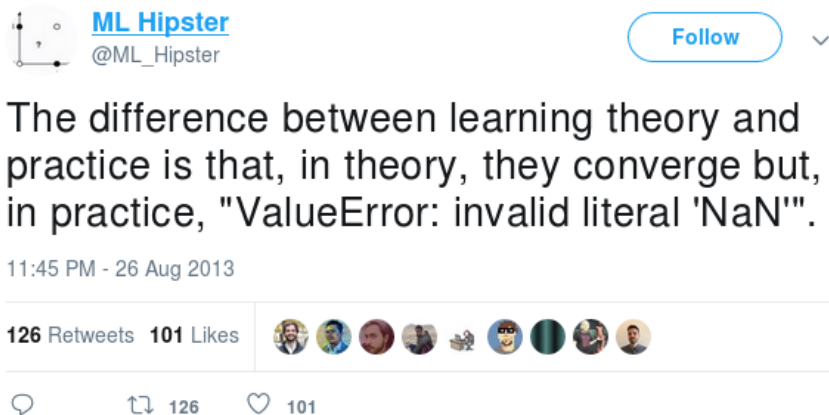 ML Hipster
@ML_Hipster
Follow
The difference between learning theory and
practice is that, in theory, they converge but,
in practice, "ValueError: invalid literal 'NaN'".
11:45 PM - 26 Aug 2013
126 Retweets 101 Likes
126 101